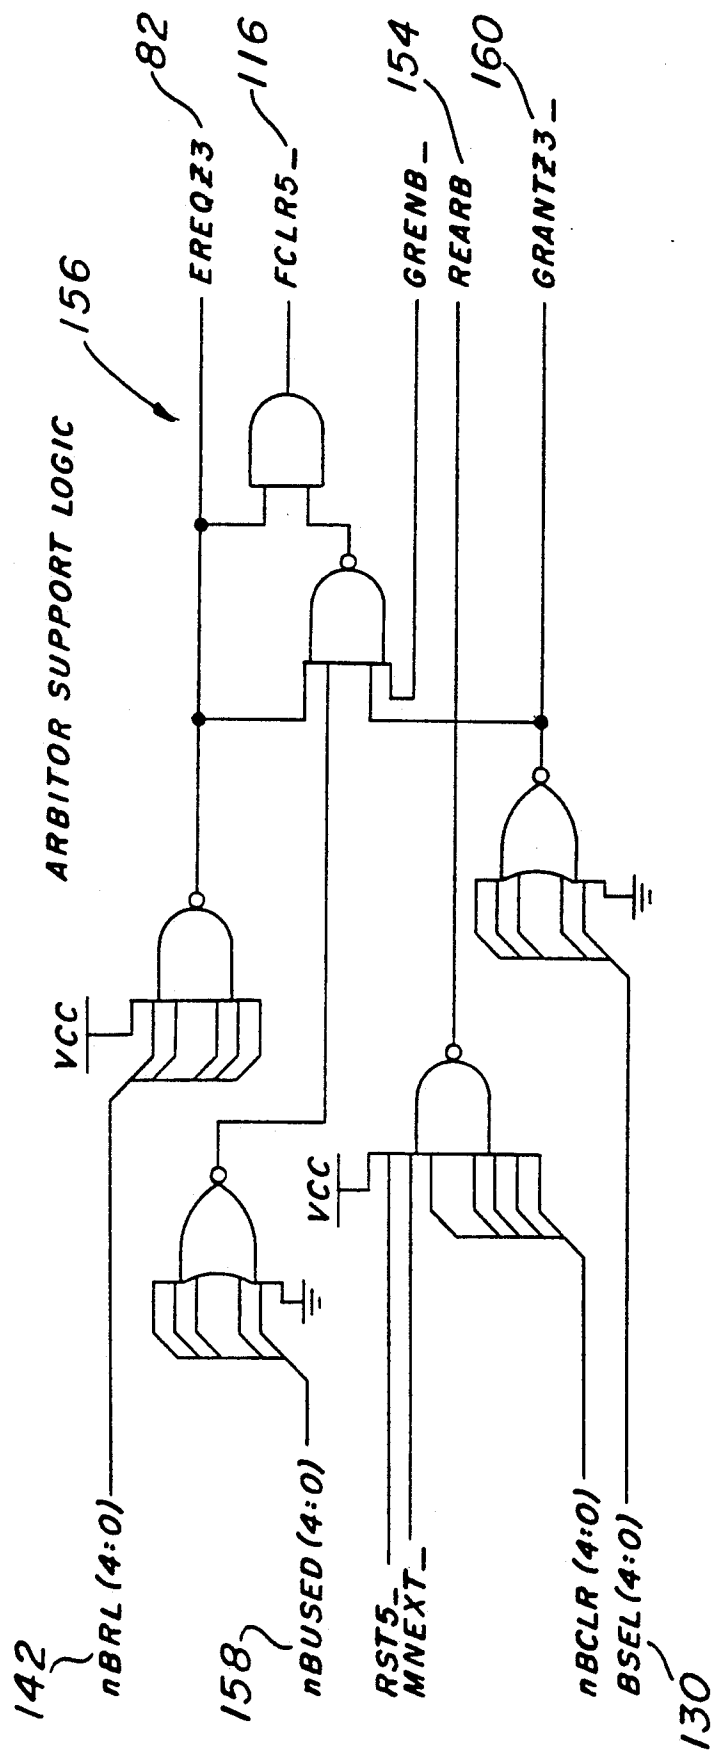 ARBITOR SUPPORT LOGIC
156
142
nBRL (4:0)
VCC
EREQZ3
82
FCLR5_
116
158
nBUSED (4:0)
GRENB_
RST5_
MNEXT_
VCC
REARB
154
nBCLR (4:0)
BSEL (4:0)
130
GRANTZ3_
160